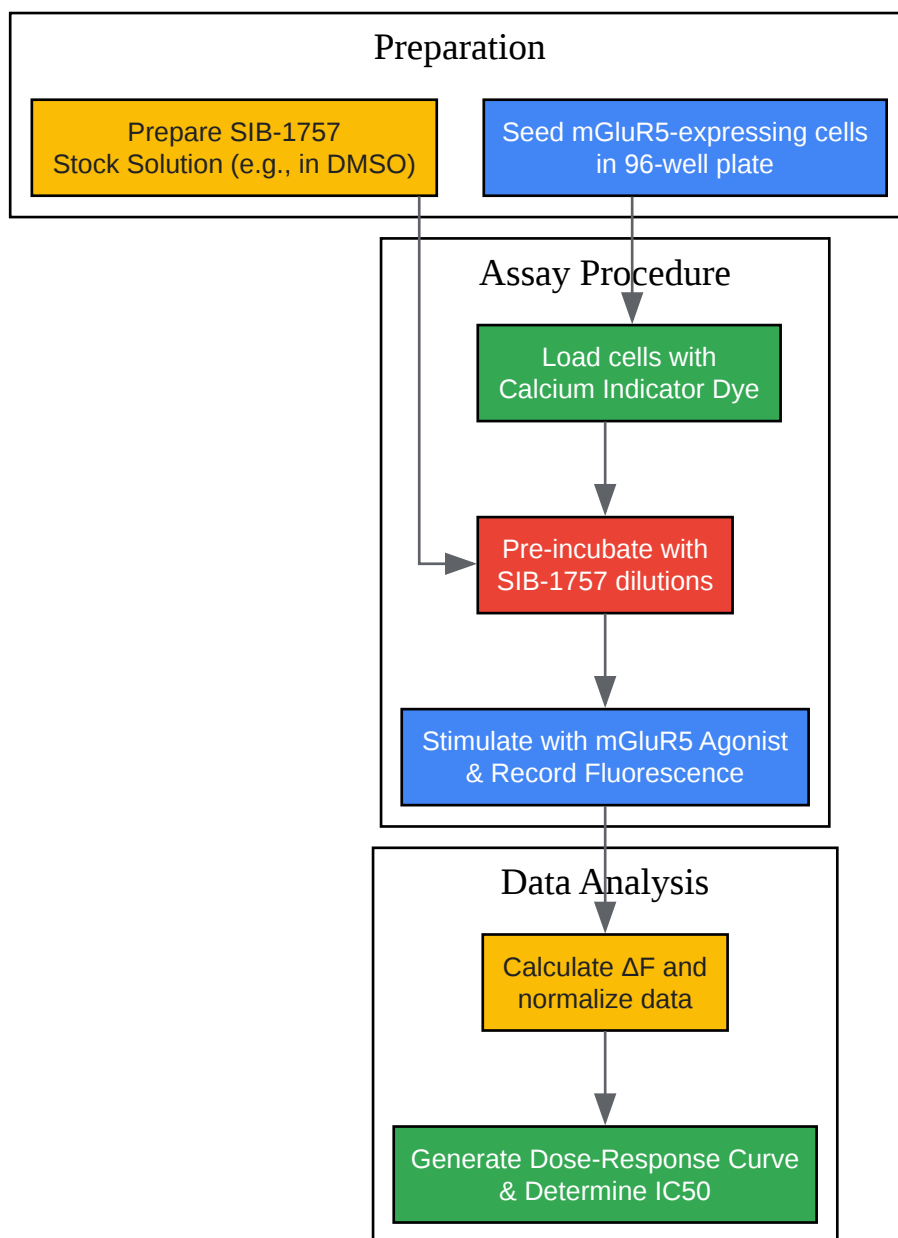 Preparation
Prepare SIB-1757
Stock Solution (e.g., in DMSO)
Seed mGluR5-expressing cells
in 96-well plate
Assay Procedure
Load cells with
Calcium Indicator Dye
Pre-incubate with
SIB-1757 dilutions
Stimulate with mGluR5 Agonist
& Record Fluorescence
Data Analysis
Calculate ΔF and
normalize data
Generate Dose-Response Curve
& Determine IC50